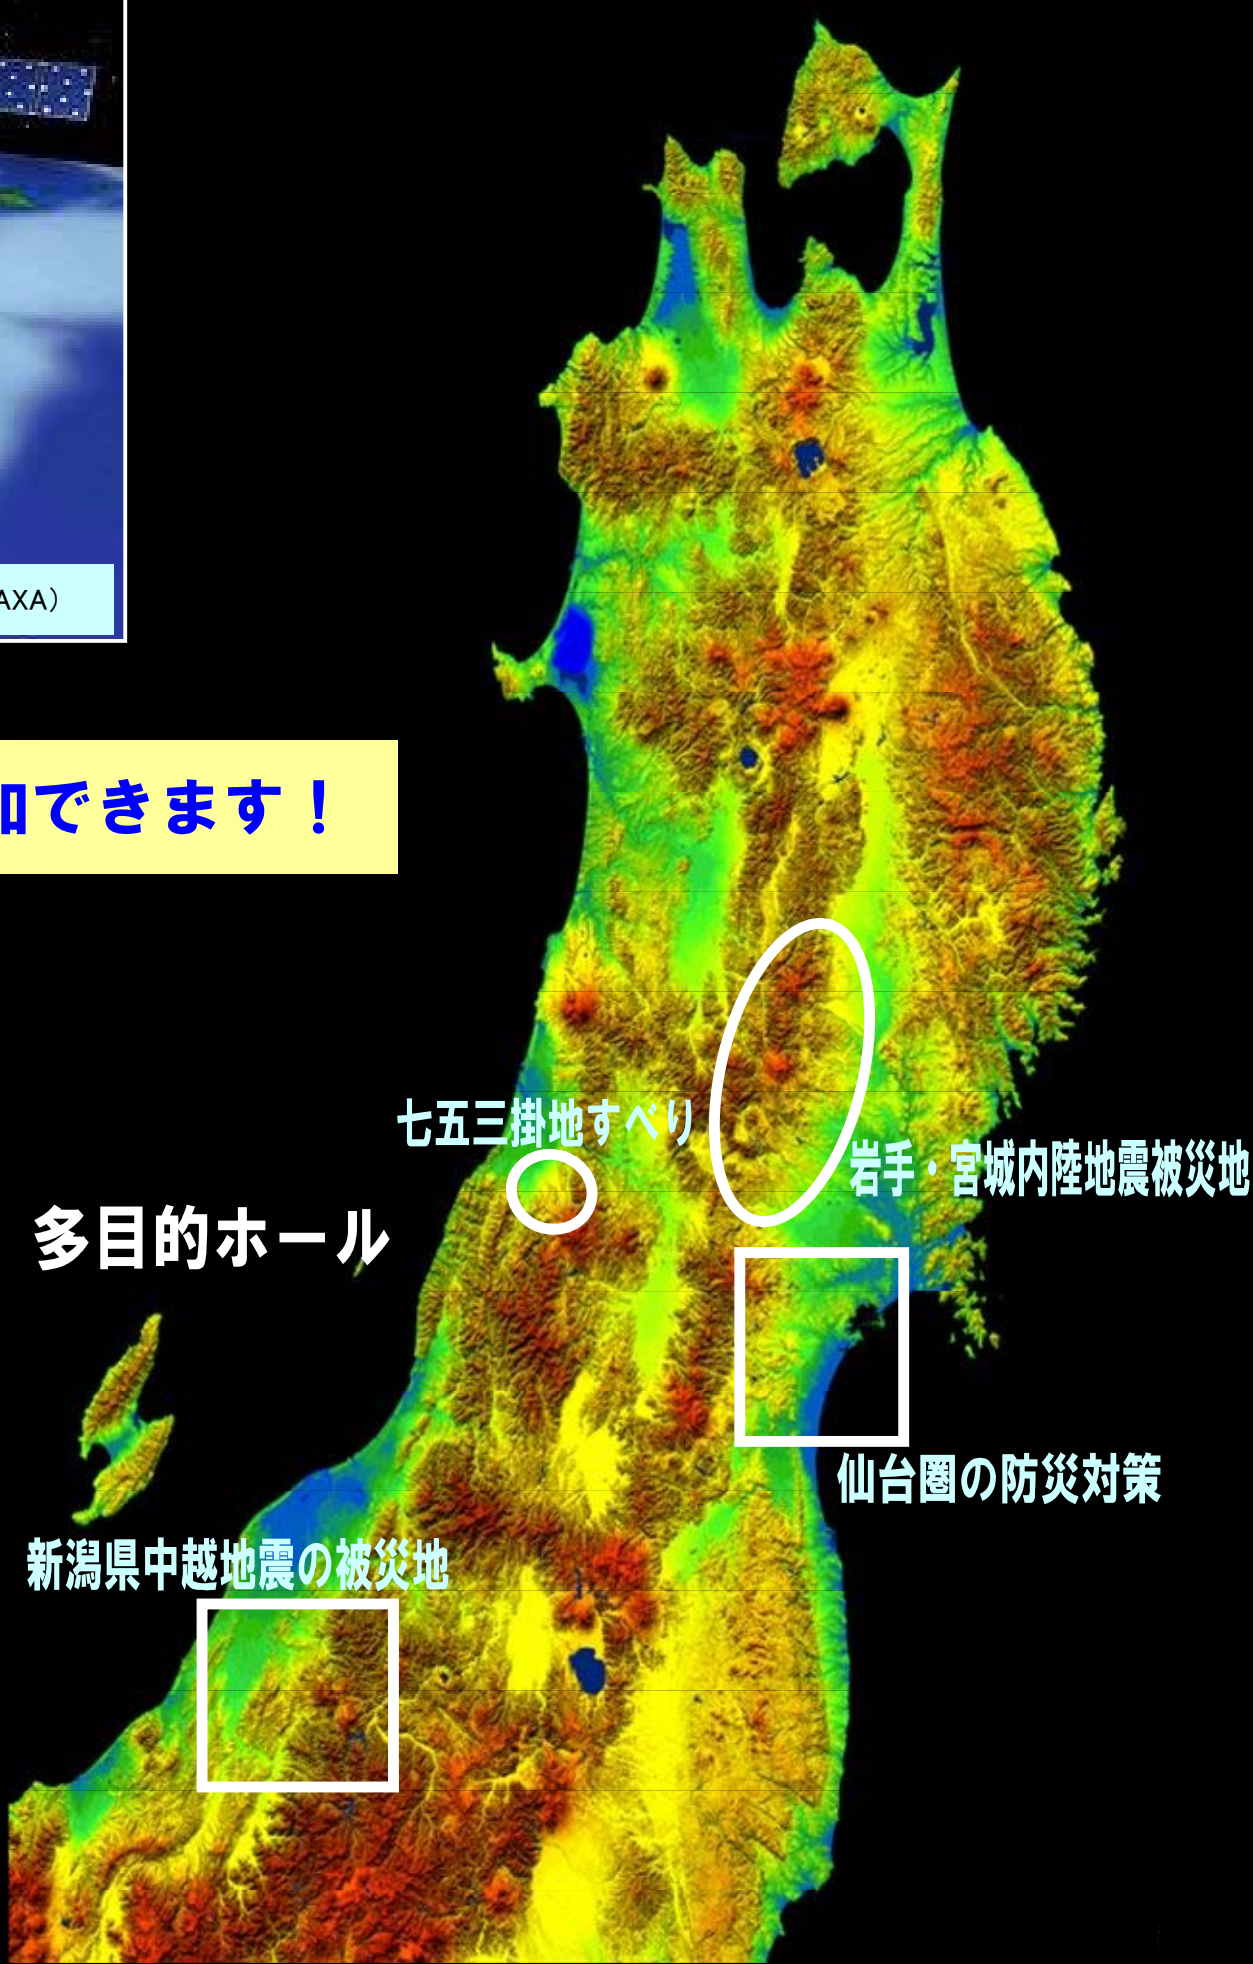 AXA）
加できます！
七五三掛地すべり
岩手・宮城内陸地震被災地
多目的ホール
仙台圏の防災対策
新潟県中越地震の被災地